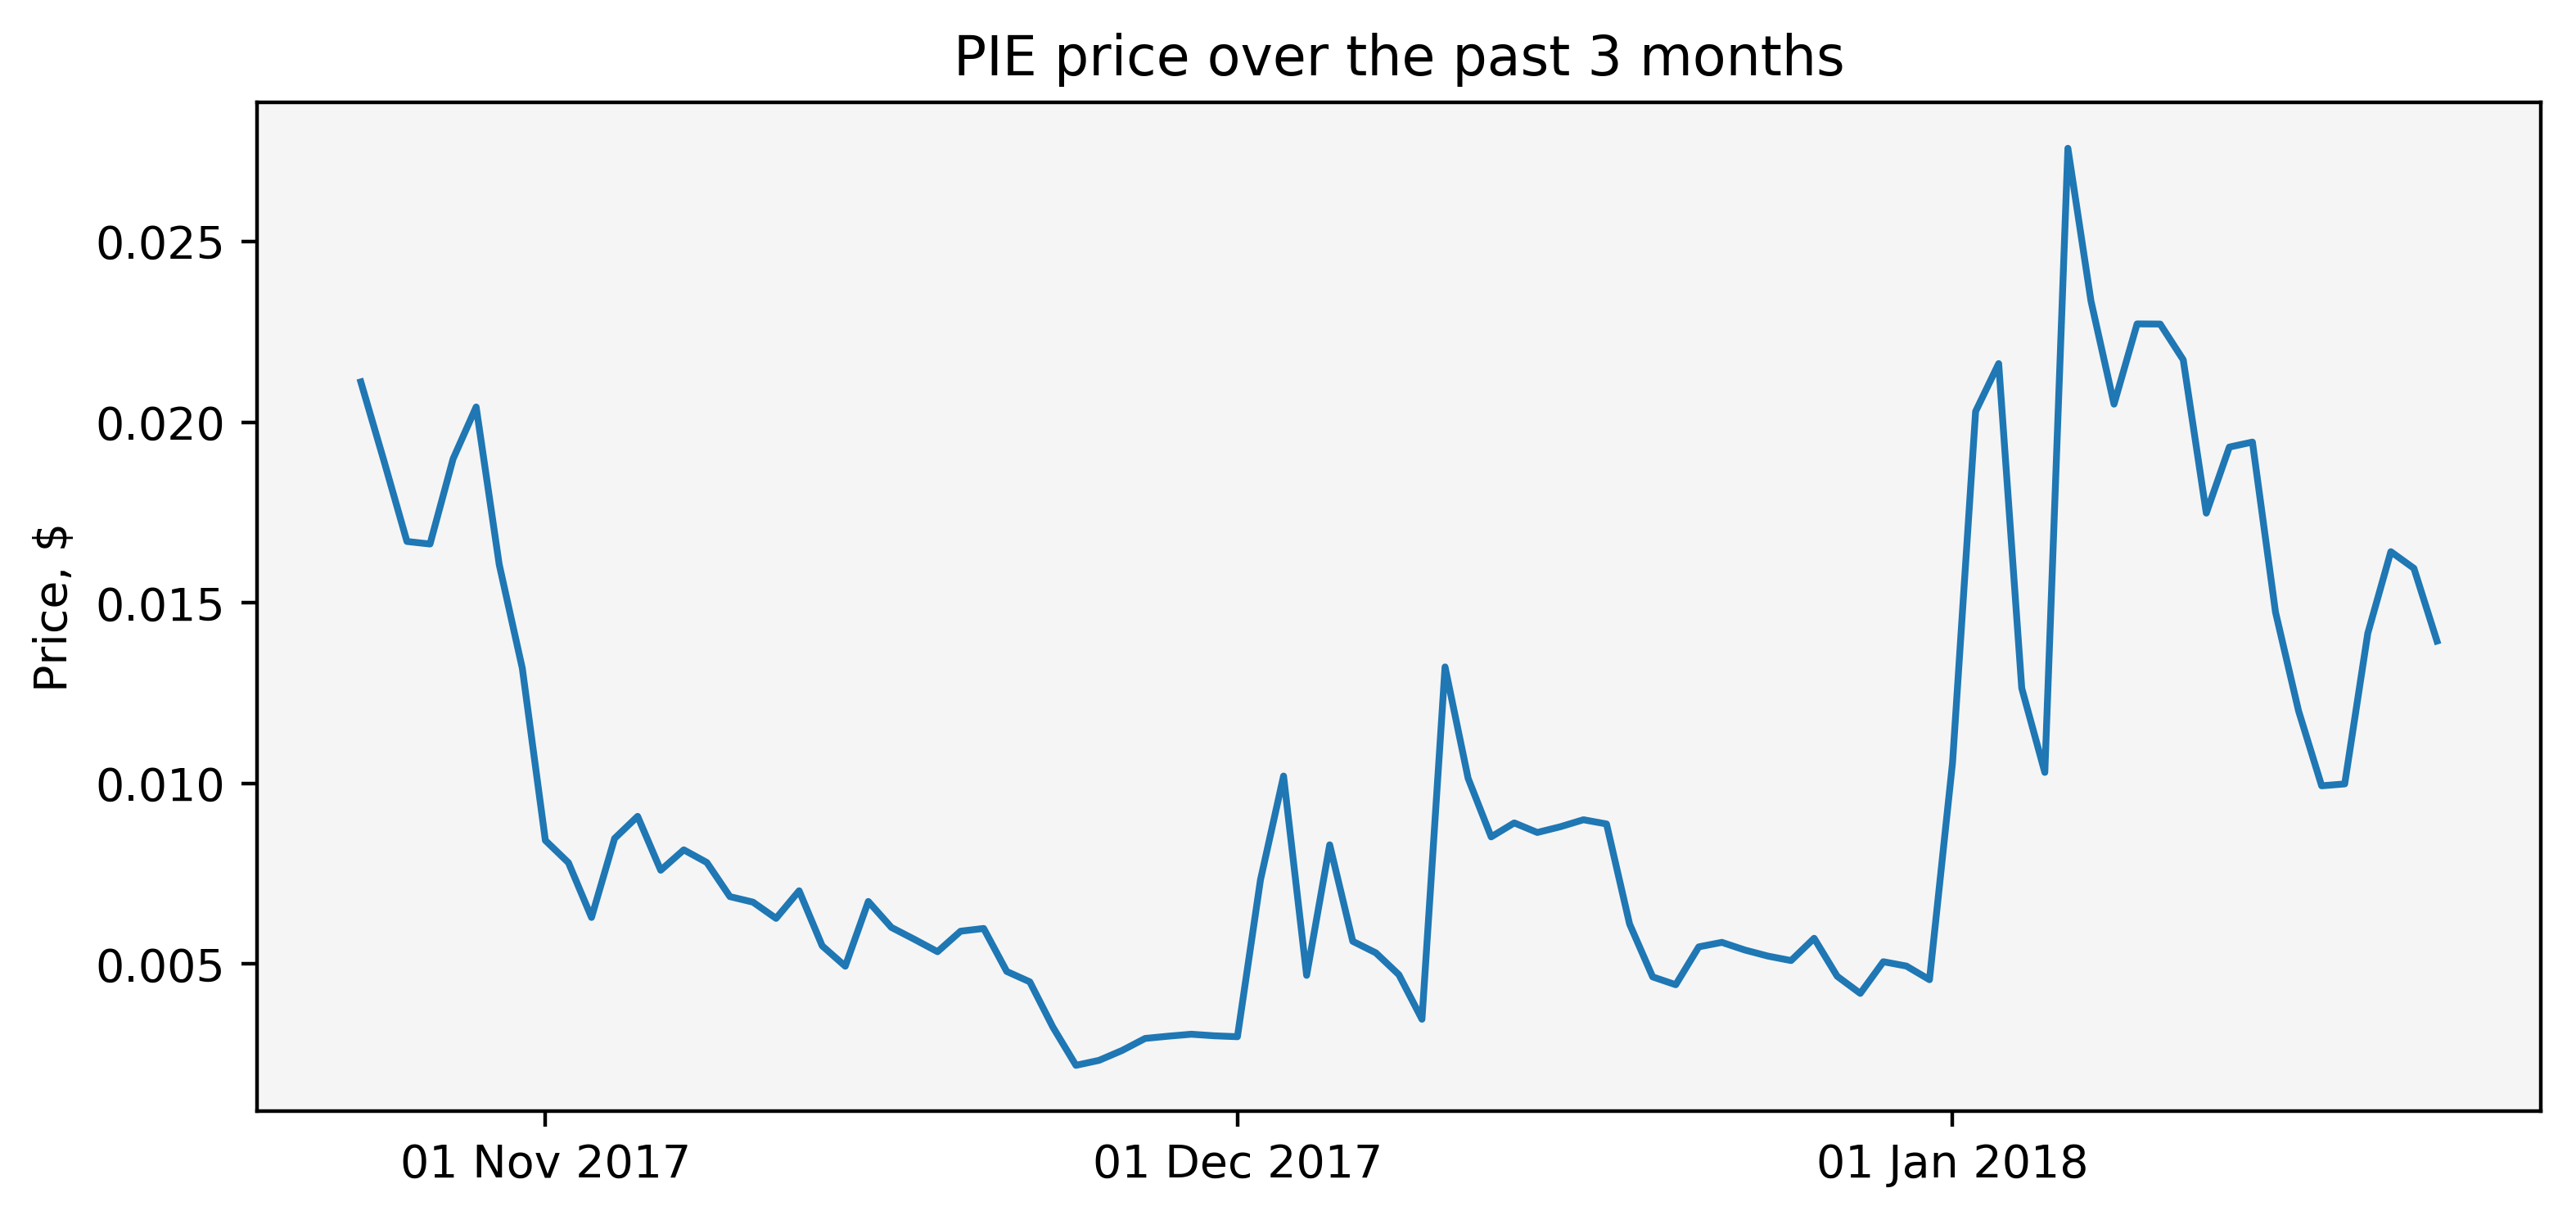 PIE price over the past 3 months
Price, $
0.025
0.020
0.015
0.010
0.005
01 Nov 2017
01 Dec 2017
01 Jan 2018